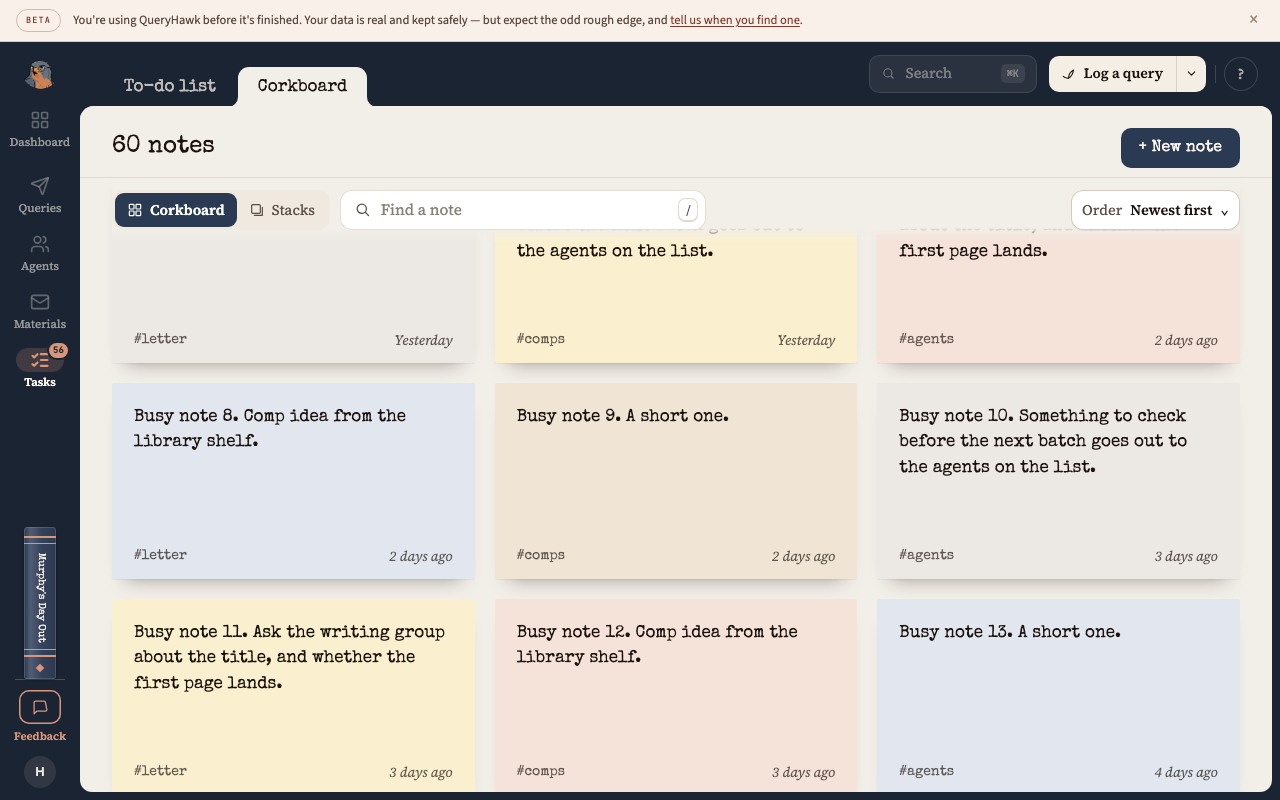 BETA
You're using QueryHawk before it's finished. Your data is real and kept safely — but expect the odd rough edge, and tell us when you find one.
×
To-do list
Corkboard
Search
⌘K
Log a query
?
Dashboard
Queries
Agents
Materials
56
Tasks
Murphy's Day Out
Feedback
H
60 notes
+ New note
Corkboard
Stacks
Find a note
/
Order Newest first
#letter
Yesterday
the agents on the list.
#comps
Yesterday
first page lands.
#agents
2 days ago
Busy note 8. Comp idea from the
library shelf.
#letter
2 days ago
Busy note 9. A short one.
#comps
2 days ago
Busy note 10. Something to check
before the next batch goes out to
the agents on the list.
#agents
3 days ago
Busy note 11. Ask the writing group
about the title, and whether the
first page lands.
#letter
3 days ago
Busy note 12. Comp idea from the
library shelf.
#comps
3 days ago
Busy note 13. A short one.
#agents
4 days ago